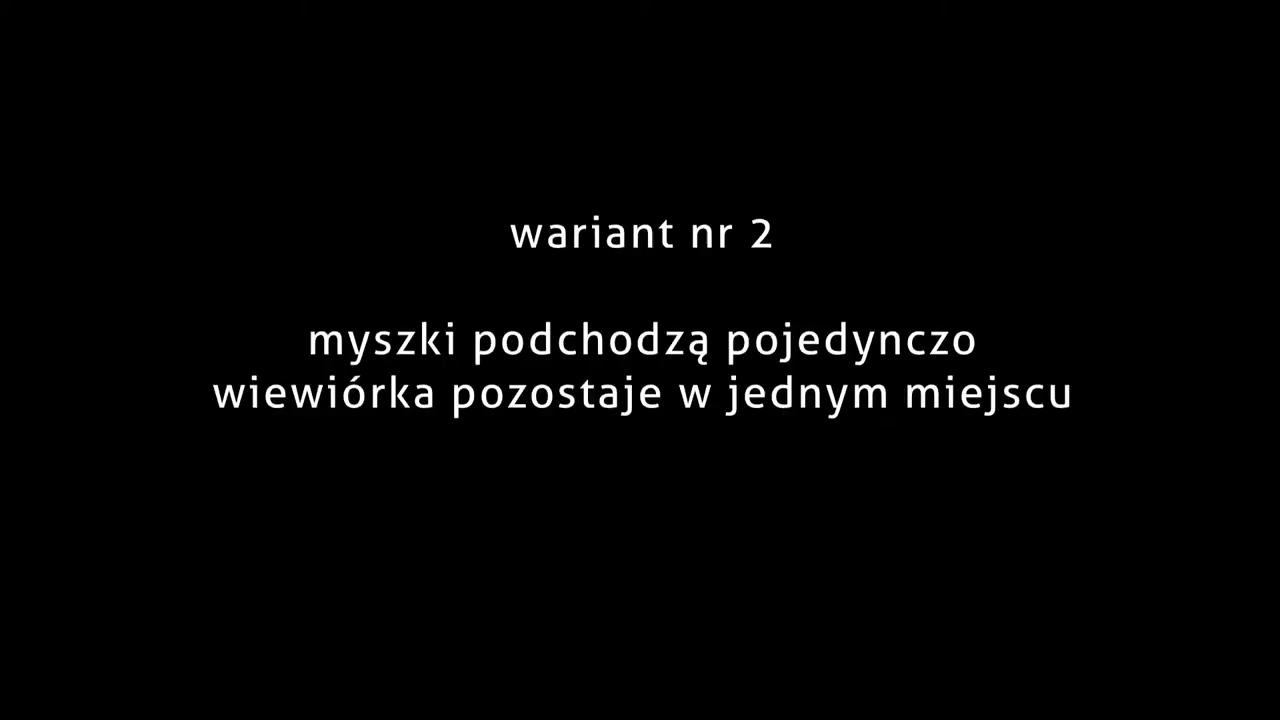 wariant nr 2
myszki podchodzą pojedynczo
wiewiórka pozostaje w jednym miejscu